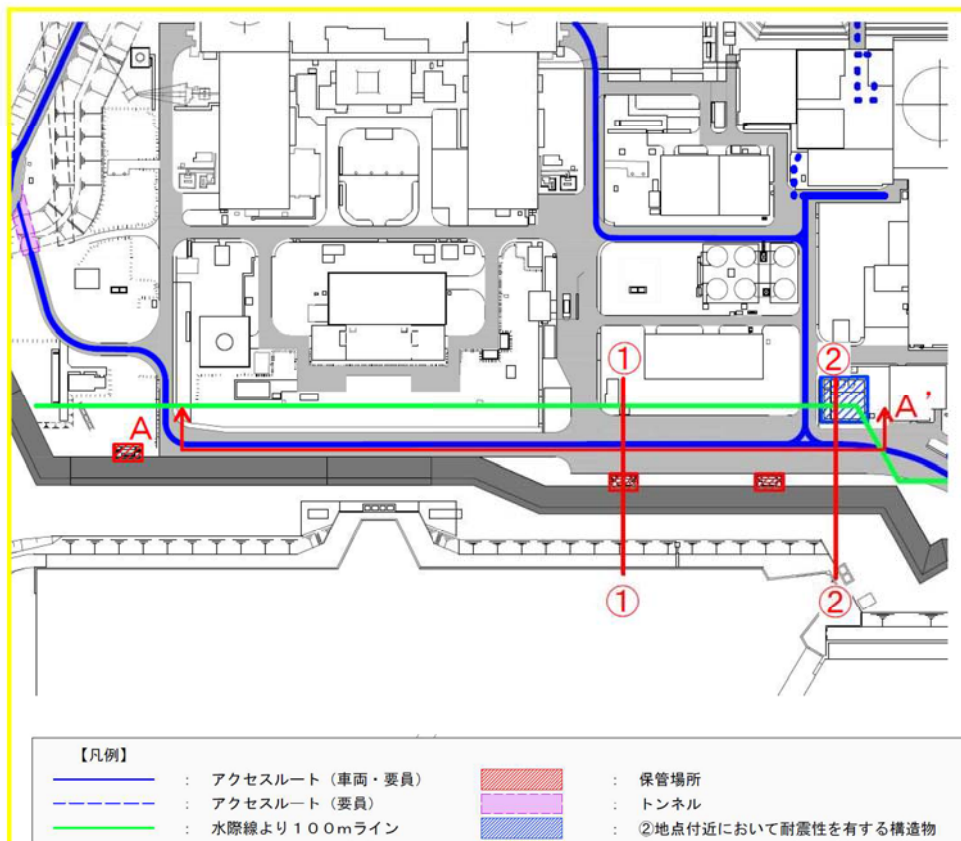 ① ②
A A’
① ②
【凡例】
: アクセスルート（車両・要員） : 保管場所
: アクセスルート（要員） : トンネル
: 水際線より１００ｍライン : ②地点付近において耐震性を有する構造物